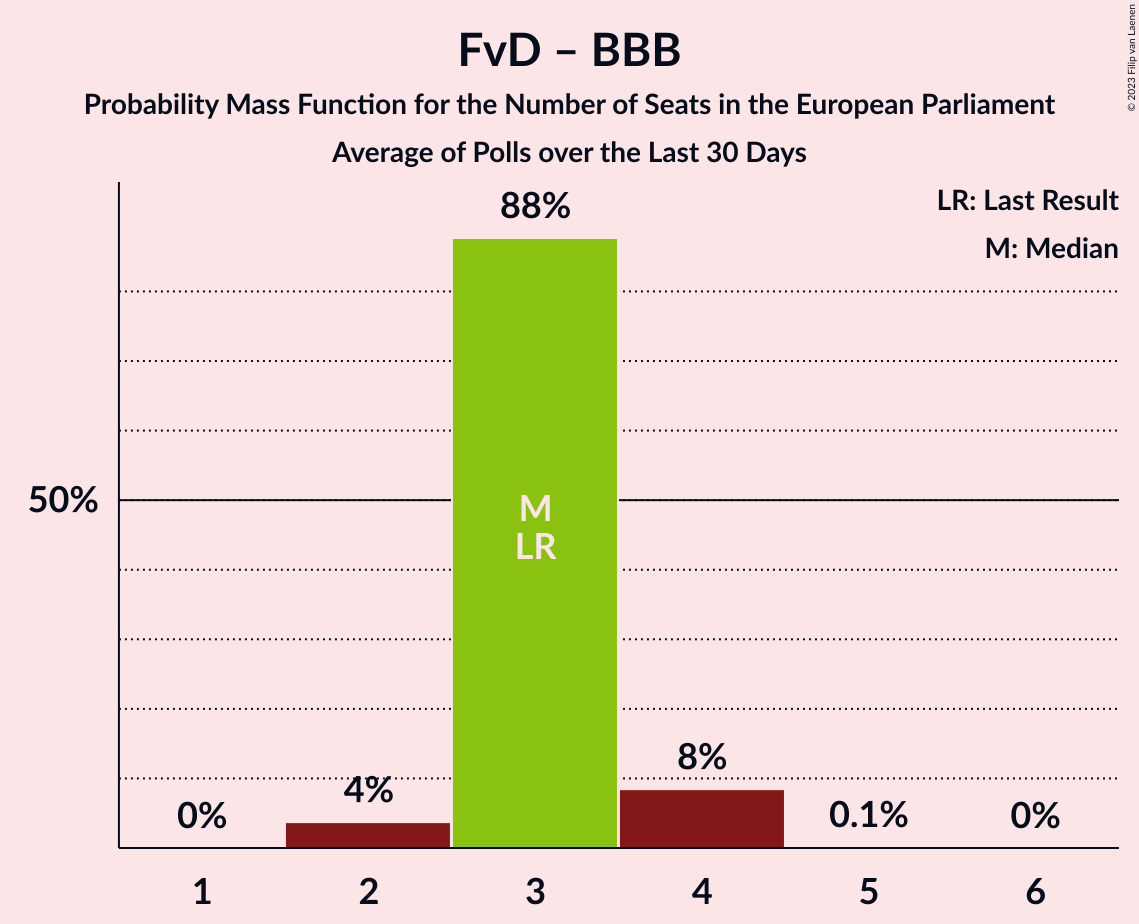 FvD – BBB
Probability Mass Function for the Number of Seats in the European Parliament
Average of Polls over the Last 30 Days
© 2023 Filip van Laenen
LR: Last Result
M: Median
88%
50%
M
LR
8%
4%
0%
0.1%
0%
1 2 3 4 5 6